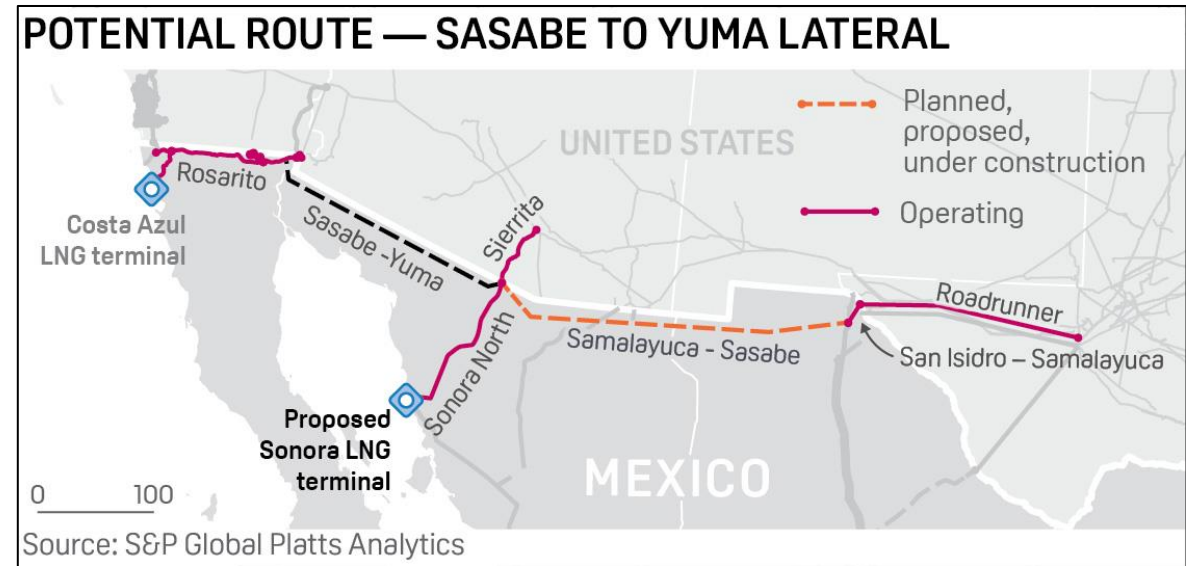 POTENTIAL ROUTE — SASABE TO YUMA LATERAL
Planned,
proposed,
under construction
UNITED STATES
Operating
Rosarito
Costa Azul
LNG terminal
Sasabe -Yuma
Sierrita
Sonora North
Samalayuca - Sasabe
Roadrunner
San Isidro – Samalayuca
Proposed
Sonora LNG
terminal
MEXICO
0 100
Source: S&P Global Platts Analytics